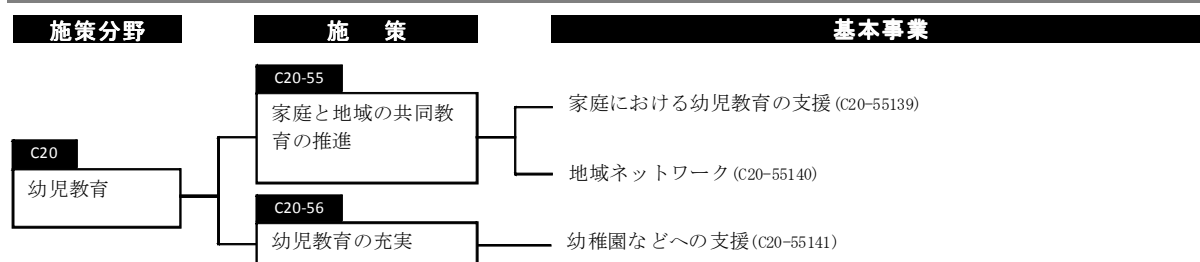 施策分野
施　策
基本事業
C20-55
家庭と地域の共同教
育の推進
家庭における幼児教育の支援(C20-55139)
地域ネットワーク(C20-55140)
C20
幼児教育
C20-56
幼児教育の充実
幼稚園などへの支援(C20-55141)